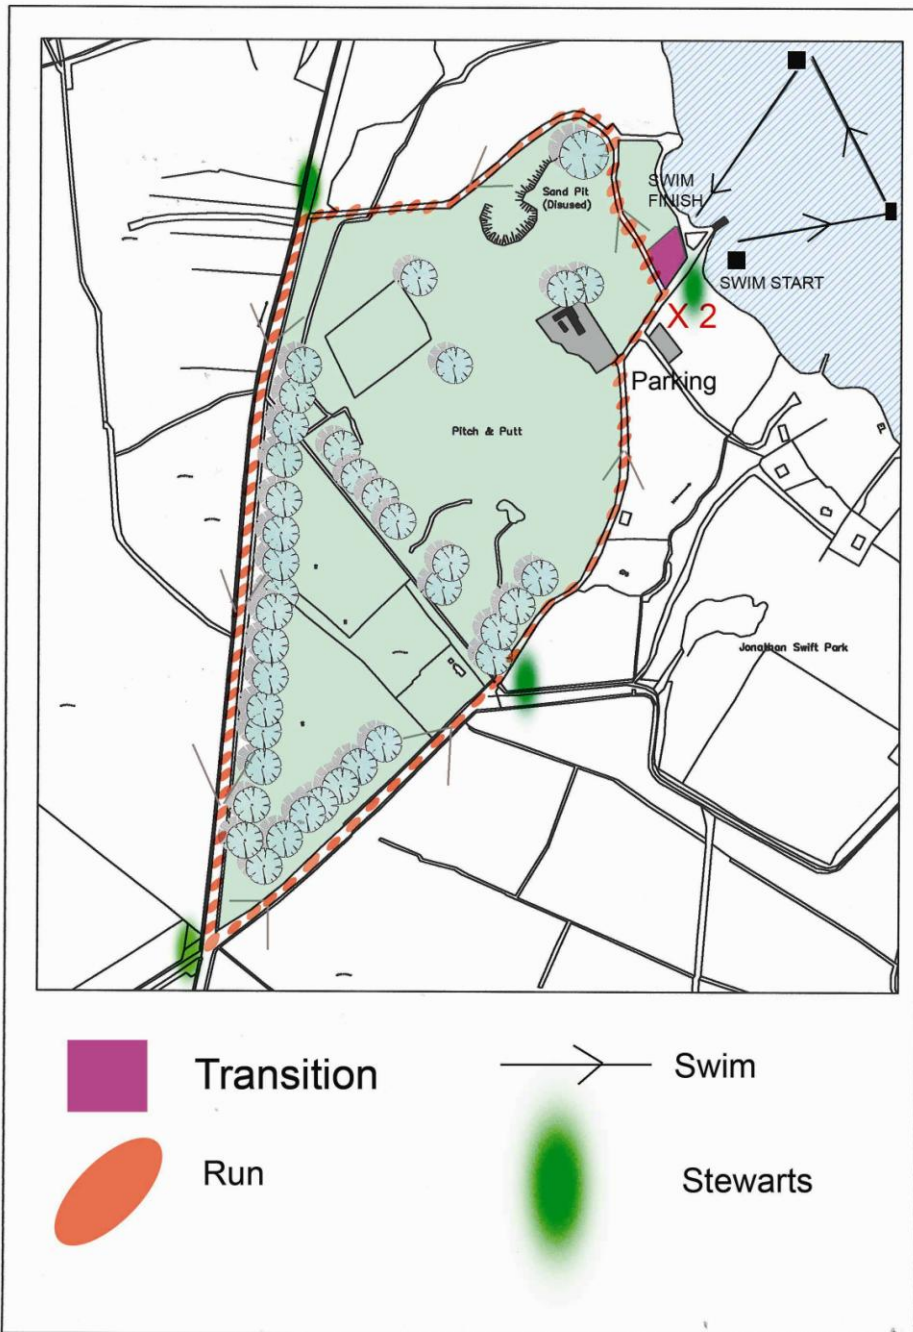 Sand Pit
(Disused)
SWIM
FINISH
SWIM START
X 2
Parking
Pitch & Putt
Jonathan Swift Park
Transition
Swim
Run
Stewarts